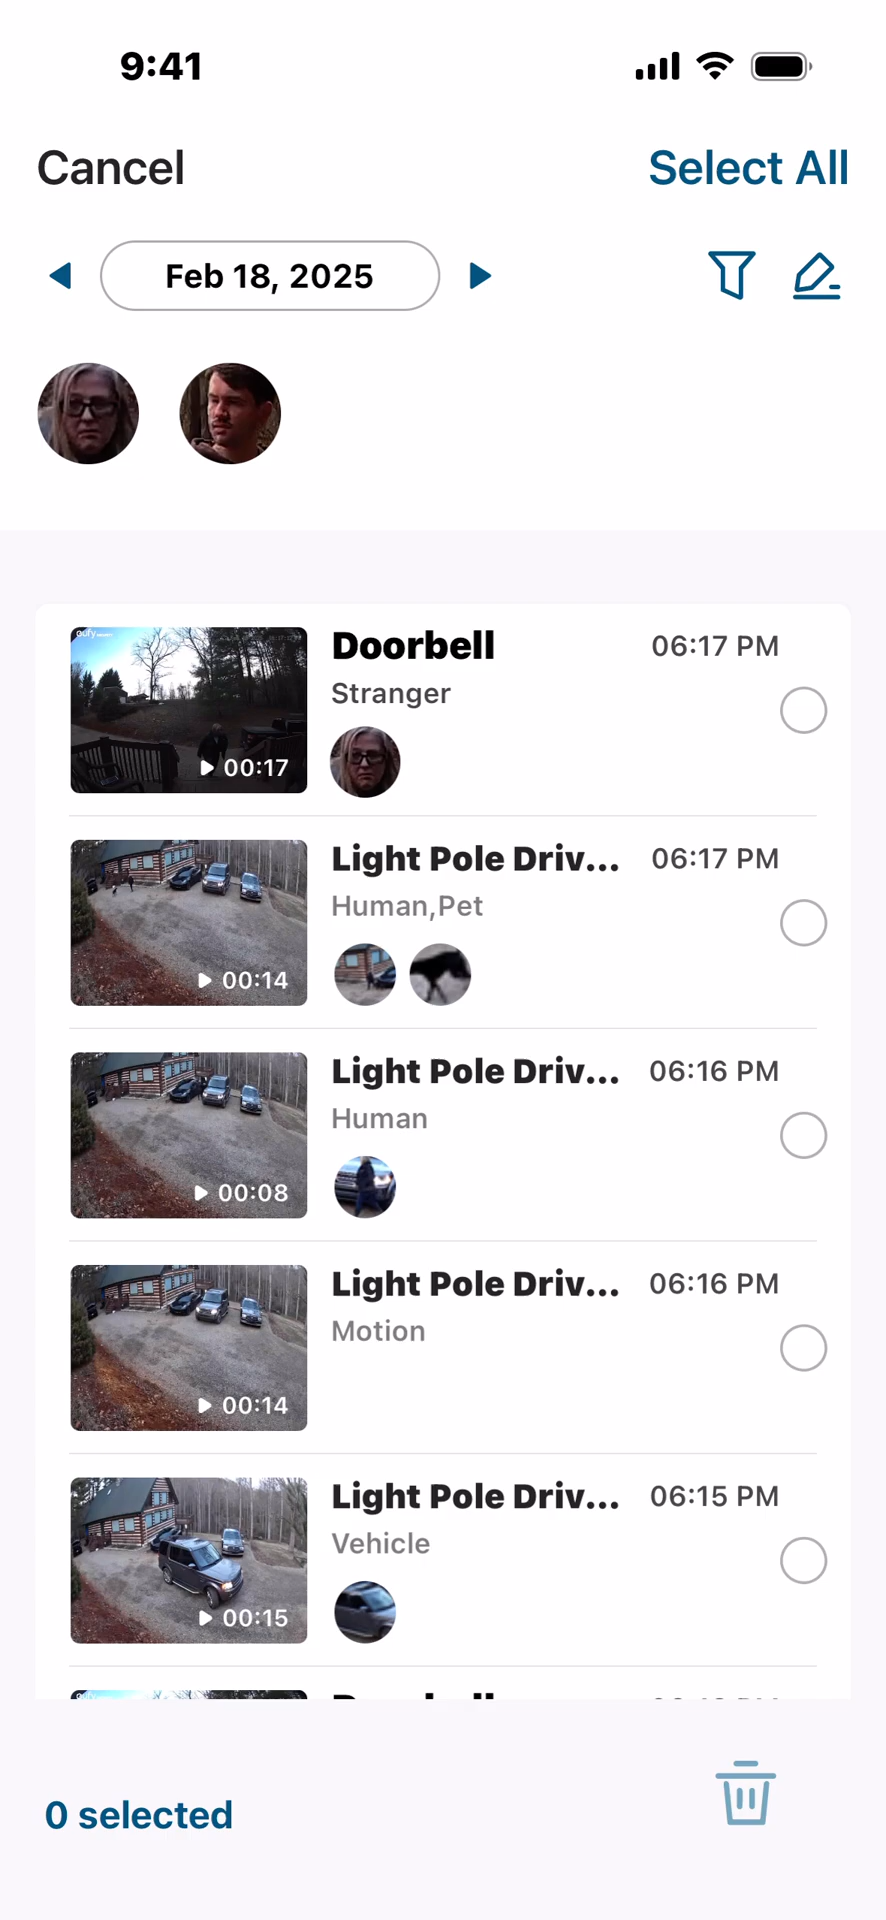 9:41
Cancel
Select All
Feb 18, 2025
eufy
Doorbell
06:17 PM
Stranger
00:17
Light Pole Driv...
06:17 PM
Human,Pet
00:14
Light Pole Driv...
06:16 PM
Human
00:08
Light Pole Driv...
06:16 PM
Motion
00:14
Light Pole Driv...
06:15 PM
Vehicle
00:15
0 selected